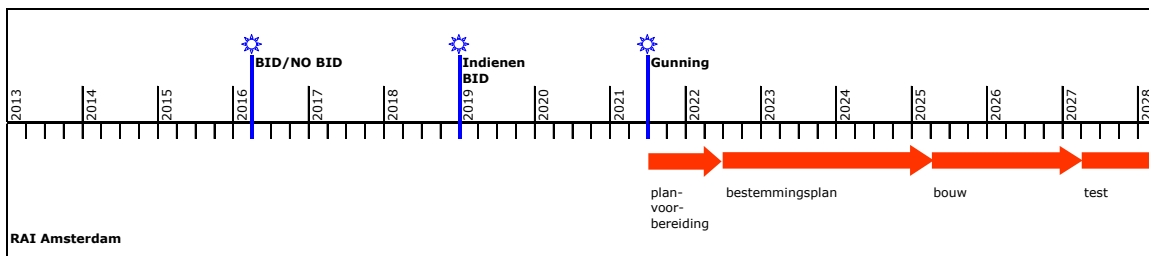 BID/NO BID
Indienen
BID
Gunning
2013
2014
2015
2016
2017
2018
2019
2020
2021
2022
2023
2024
2025
2026
2027
2028
plan-
voor-
bereiding
bestemmingsplan
bouw
test
RAI Amsterdam